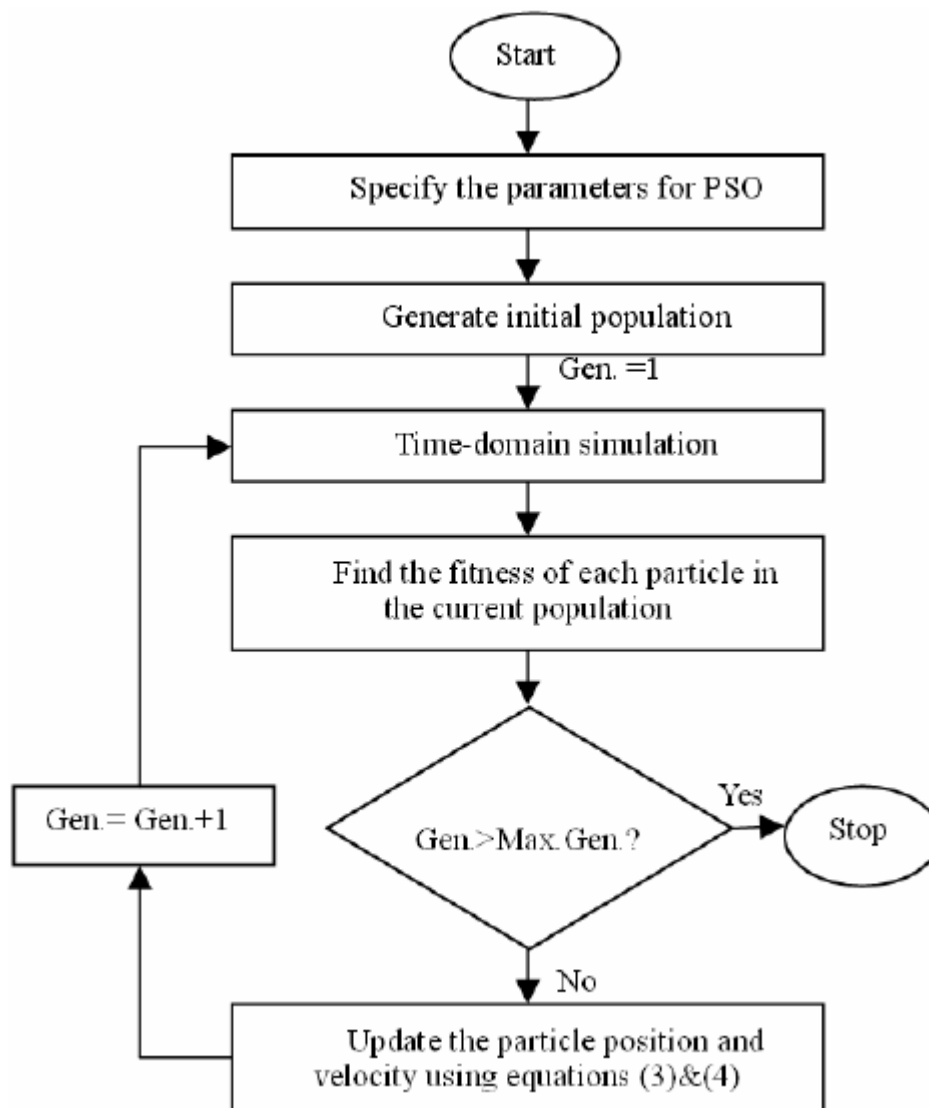 Start
Specify the parameters for PSO
Generate initial population
Gen. =1
Time-domain simulation
Find the fitness of each particle in
the current population
Gen.>Max. Gen.?
Yes
Stop
No
Update the particle position and
velocity using equations (3)&(4)
Gen.= Gen.+1